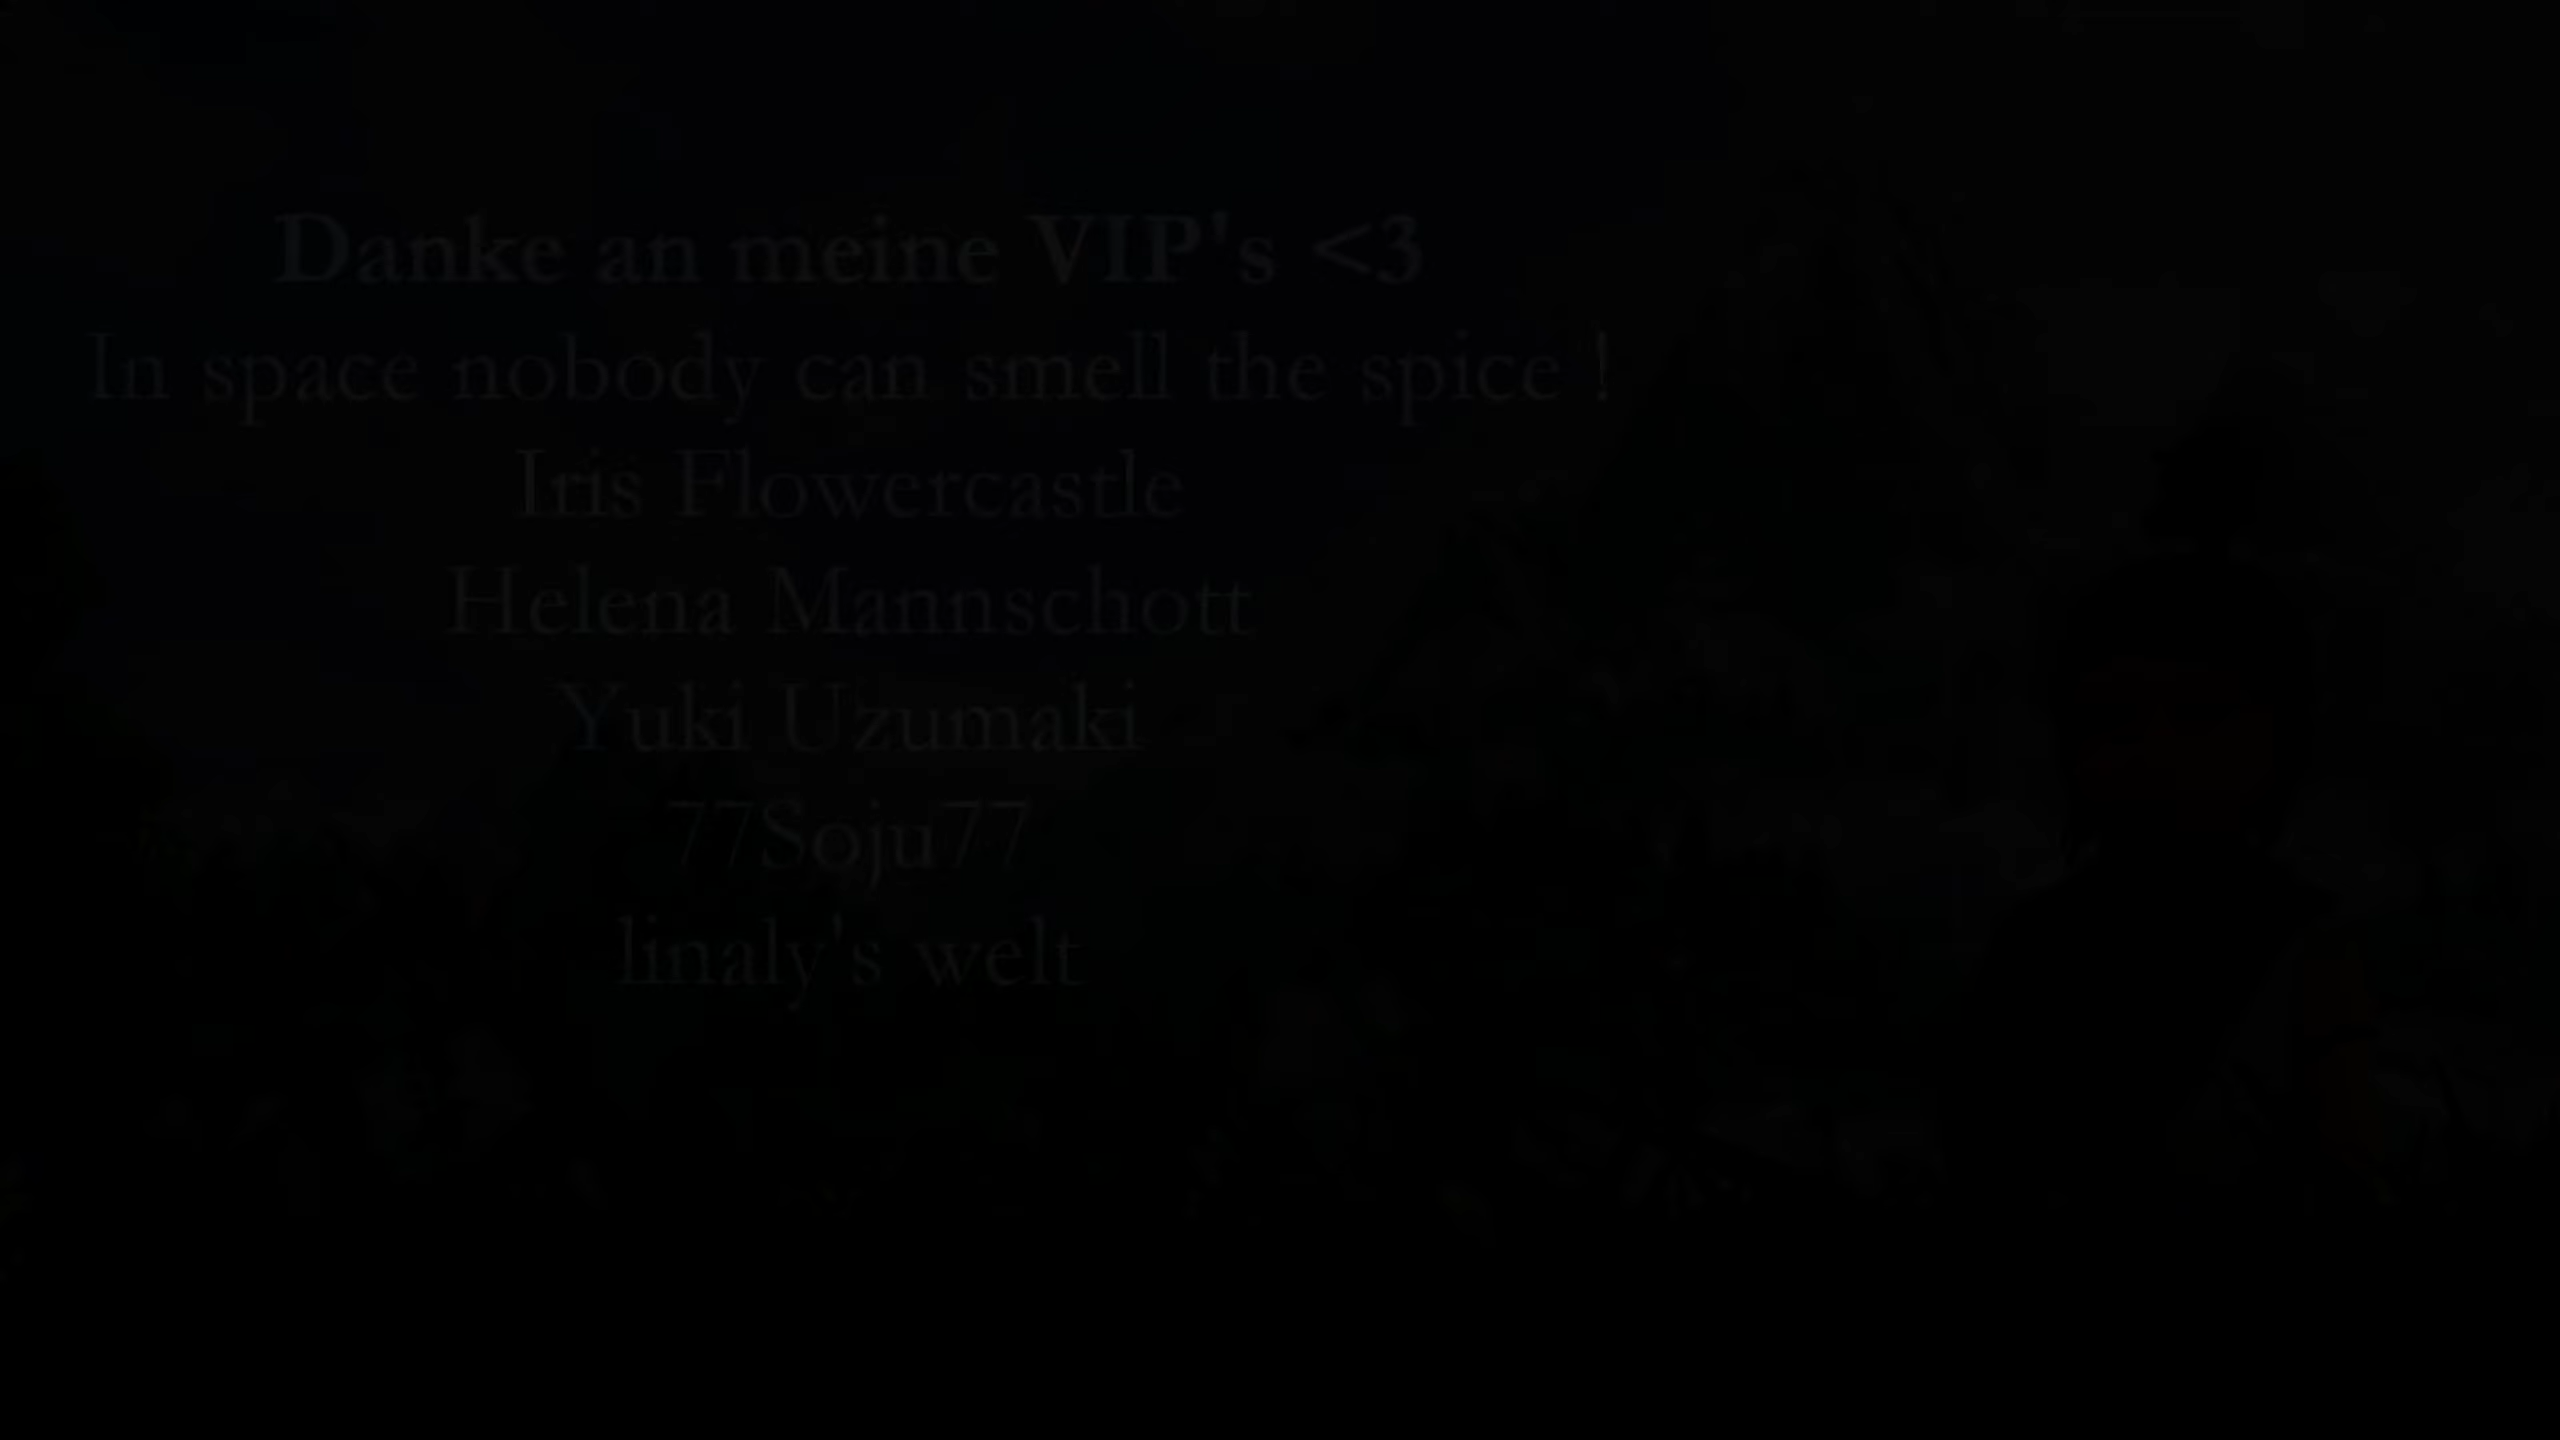 Danke an meine VIP's <3
In space nobody can smell the spice !
Iris Flowercastle
Helena Mannschott
Yuki Uzumaki
77Soju77
linaly's welt